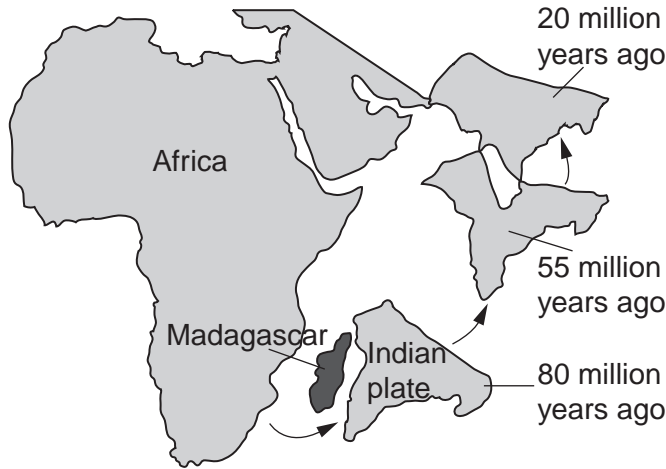 20 million
years ago
Africa
55 million
years ago
Madagascar
Indian
plate
80 million
years ago